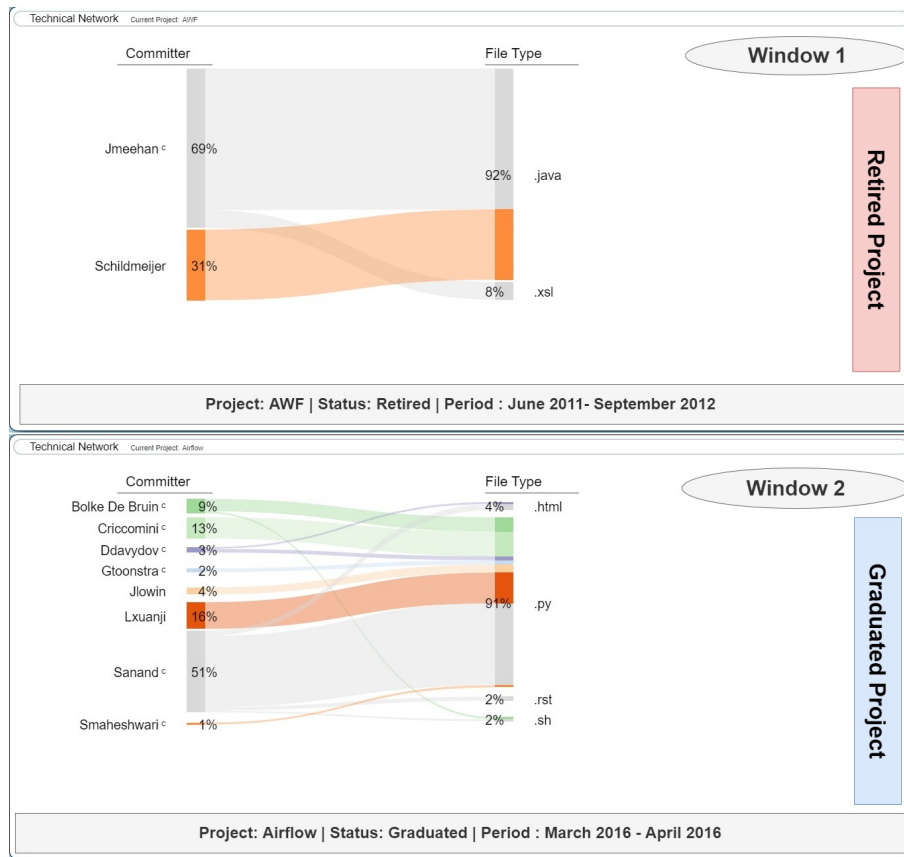 Technical Network Current Project: AWF
Committer File Type
Window 1
Jmeehan c 69%
92% .java
Schildmeijer 31%
8% .xsl
Retired Project
Project: AWF | Status: Retired | Period : June 2011- September 2012
Technical Network Current Project: Airflow
Committer File Type
Window 2
Bolke De Bruin c 9% 4% .html
Criccomini c 13%
Ddavydov c 3%
Gtoonstra c 2%
Jlowin 4%
Lxuanji 16% 91% .py
Sanand c 51%
2% .rst
Smaheshwari c 1% 2% .sh
Graduated Project
Project: Airflow | Status: Graduated | Period : March 2016 - April 2016